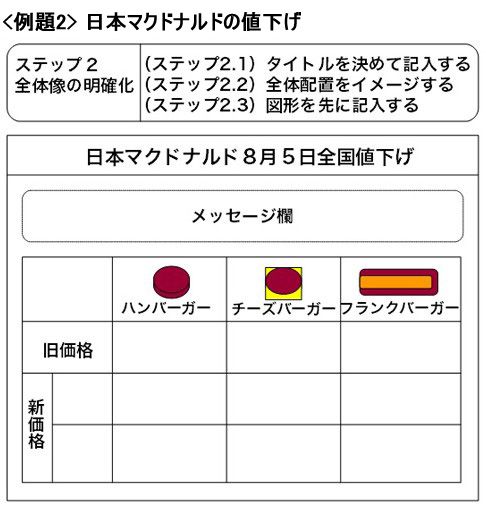 <例題2> 日本マクドナルドの値下げ
ステップ２
全体像の明確化
(ステップ2.1) タイトルを決めて記入する
(ステップ2.2) 全体配置をイメージする
(ステップ2.3) 図形を先に記入する
日本マクドナルド８月５日全国値下げ
メッセージ欄
ハンバーガー
チーズバーガー
フランクバーガー
旧価格
新価格